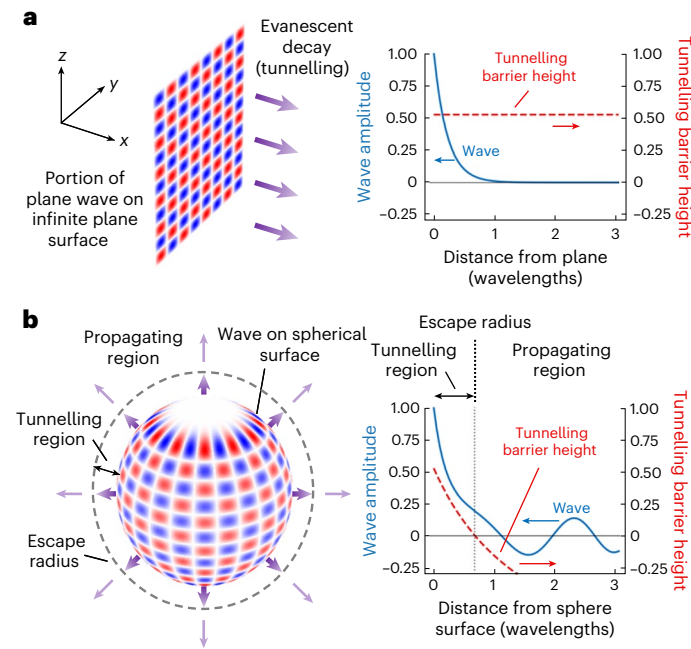 a
z
y
x
Portion of
plane wave on
infinite plane
surface
Evanescent
decay
(tunnelling)
Wave amplitude
1.00
0.75
0.50
0.25
0
−0.25
Tunnelling
barrier height
Wave
1.00
0.75
0.50
0.25
0
−0.25
Tunnelling barrier height
0
1
2
3
Distance from plane
(wavelengths)
b
Propagating
region
Wave on spherical
surface
Tunnelling
region
Escape
radius
Escape radius
Tunnelling
region
Propagating
region
Wave amplitude
1.00
0.75
0.50
0.25
0
−0.25
Tunnelling
barrier height
Wave
1.00
0.75
0.50
0.25
0
−0.25
Tunnelling barrier height
0
1
2
3
Distance from sphere
surface (wavelengths)